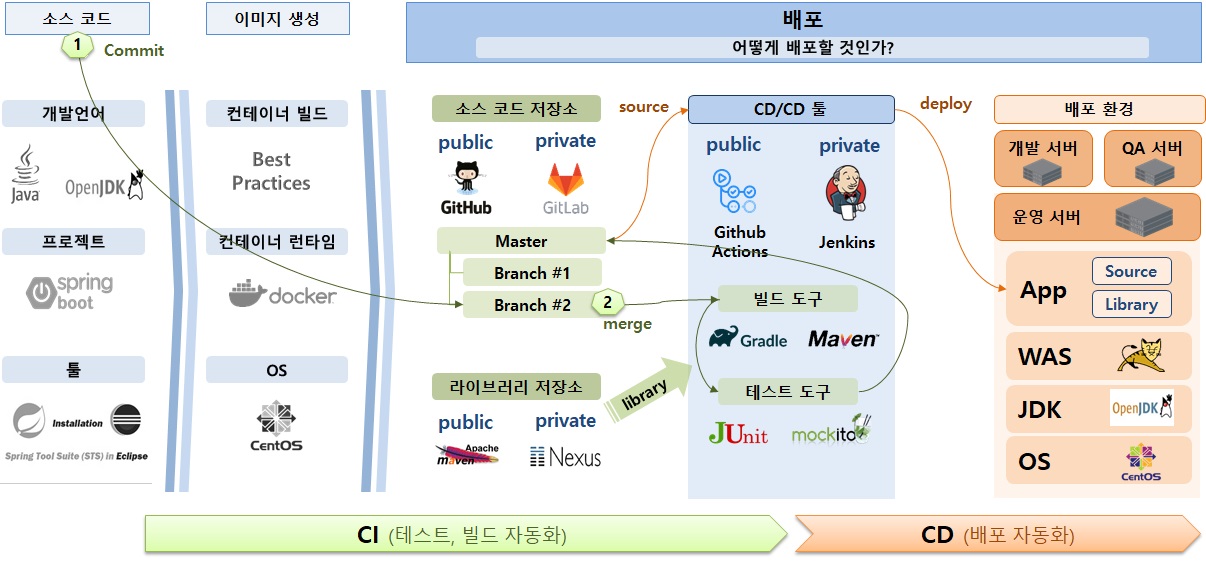 소스 코드
이미지 생성
배포
어떻게 배포할 것인가?
1
Commit
개발언어
Java
OpenJDK
프로젝트
spring
boot
툴
Installation
Spring Tool Suite (STS) in Eclipse
컨테이너 빌드
Best
Practices
컨테이너 런타임
docker
OS
CentOS
소스 코드 저장소
public
private
GitHub
GitLab
Master
Branch #1
Branch #2
2
merge
라이브러리 저장소
public
private
Apache
maven
Nexus
source
library
CD/CD 툴
public
private
Github
Actions
Jenkins
빌드 도구
Gradle
Maven™
테스트 도구
JUnit
mockito
deploy
배포 환경
개발 서버
QA 서버
운영 서버
App
Source
Library
WAS
JDK
OpenJDK
OS
CentOS
CI (테스트, 빌드 자동화)
CD (배포 자동화)